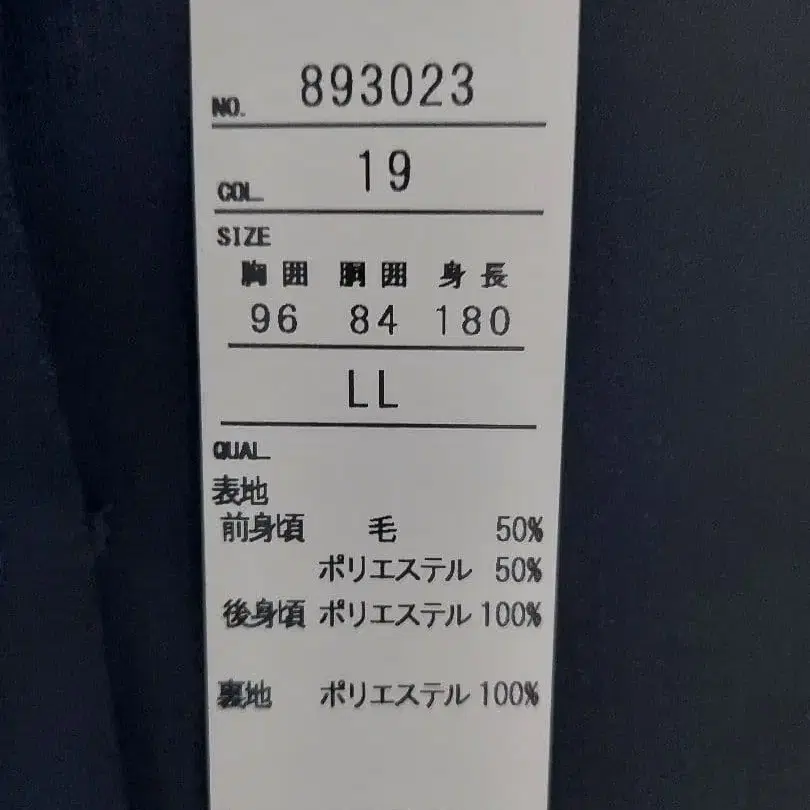 NO. 893023
COL. 19
SIZE
胸囲 胴囲 身長
96 84 180
LL
QUAL.
表地
前身頃 毛 50%
ポリエステル 50%
後身頃 ポリエステル 100%
裏地 ポリエステル 100%